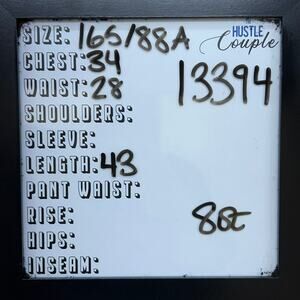 SIZE: 165/88A
HUSTLE
Couple
CHEST: 34
13394
WAIST: 28
SHOULDERS:
SLEEVE:
LENGTH: 43
PANT WAIST:
RISE:
HIPS:
INSEAM: